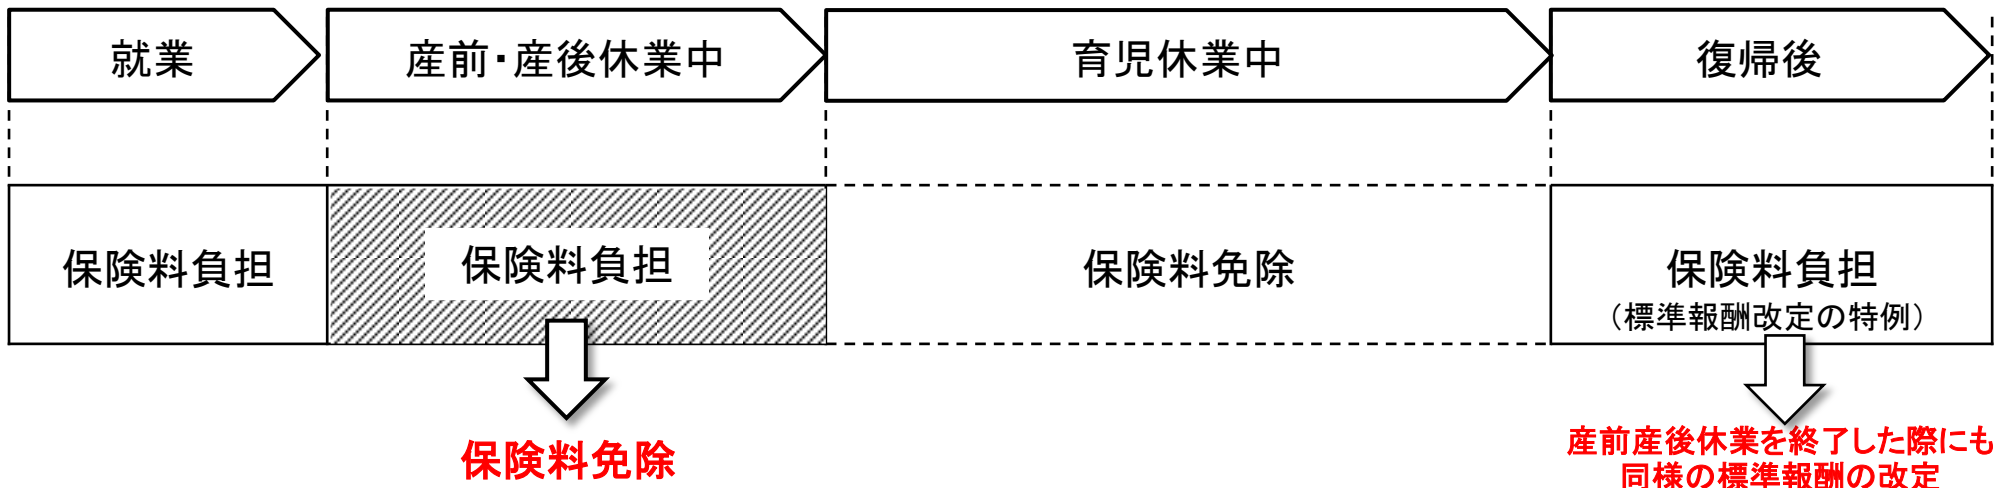 就業
産前・産後休業中
育児休業中
復帰後
保険料負担
保険料負担
保険料免除
保険料負担
（標準報酬改定の特例）
保険料免除
産前産後休業を終了した際にも
同様の標準報酬の改定